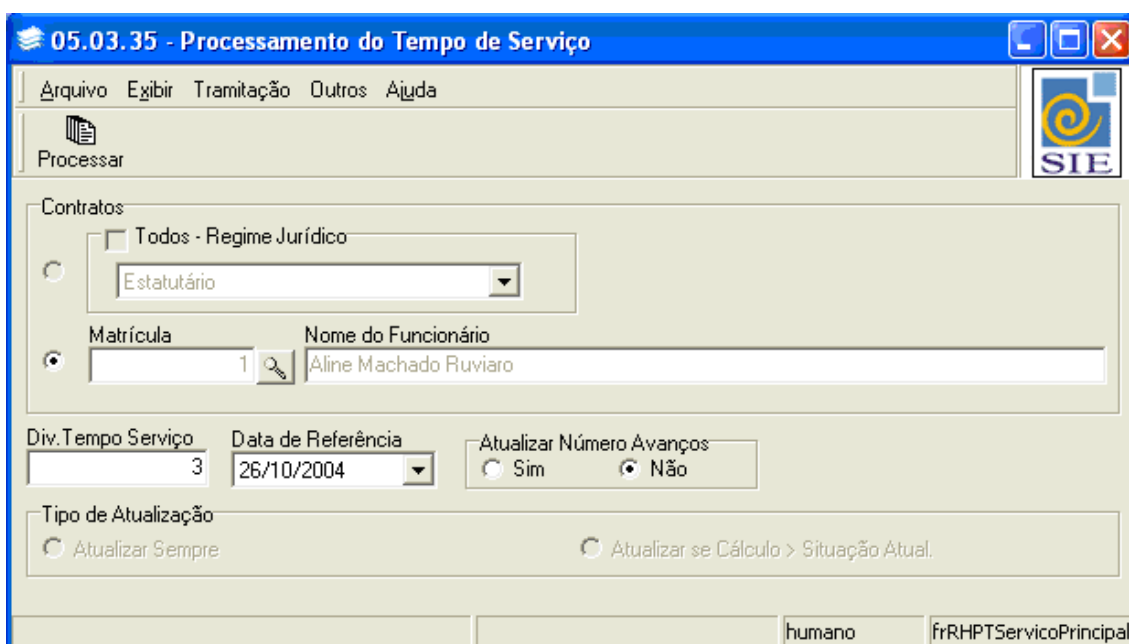 05.03.35 - Processamento do Tempo de Serviço
Arquivo Exibir Tramitação Outros Ajuda
Processar
SIE
Contratos
Todos - Regime Jurídico
Estatutário
Matrícula Nome do Funcionário
1 Aline Machado Ruviaro
Div.Tempo Serviço Data de Referência Atualizar Número Avanços
3 26/10/2004 Sim Não
Tipo de Atualização
Atualizar Sempre Atualizar se Cálculo > Situação Atual.
humano frRHPTServicoPrincipal